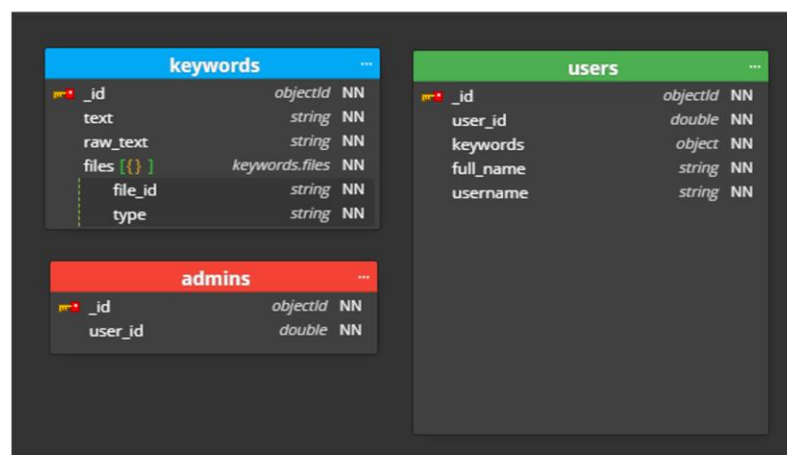 keywords ...
_id objectId NN
text string NN
raw_text string NN
files [{} ] keywords.files NN
file_id string NN
type string NN
admins ...
_id objectId NN
user_id double NN
users ...
_id objectId NN
user_id double NN
keywords object NN
full_name string NN
username string NN